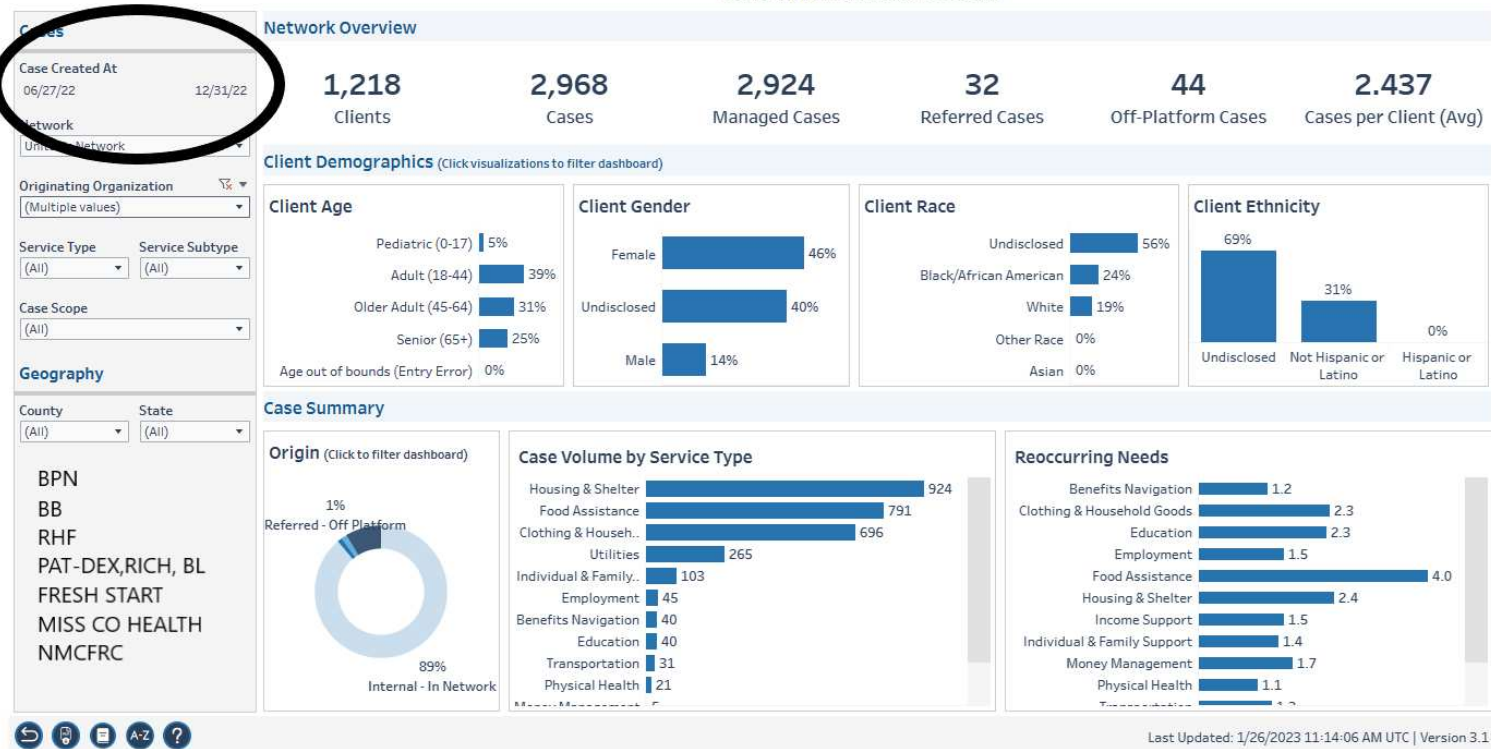 Cases
Case Created At
06/27/22 12/31/22
Network
Originating Organization
(Multiple values)
Service Type Service Subtype
(All) (All)
Case Scope
(All)
Geography
County State
(All) (All)
BPN
BB
RHF
PAT-DEX,RICH, BL
FRESH START
MISS CO HEALTH
NMCFRC
Network Overview
1,218 2,968 2,924 32 44 2.437
Clients Cases Managed Cases Referred Cases Off-Platform Cases Cases per Client (Avg)
Client Demographics (Click visualizations to filter dashboard)
Client Age
Pediatric (0-17) 5%
Adult (18-44) 39%
Older Adult (45-64) 31%
Senior (65+) 25%
Age out of bounds (Entry Error) 0%
Client Gender
Female 46%
Undisclosed 40%
Male 14%
Client Race
Undisclosed 56%
Black/African American 24%
White 19%
Other Race 0%
Asian 0%
Client Ethnicity
69% 31% 0%
Undisclosed Not Hispanic or Hispanic or
Latino Latino
Case Summary
Origin (Click to filter dashboard)
1%
Referred - Off Platform
89%
Internal - In Network
Case Volume by Service Type
Housing & Shelter 924
Food Assistance 791
Clothing & Househ.. 696
Utilities 265
Individual & Family.. 103
Employment 45
Benefits Navigation 40
Education 40
Transportation 31
Physical Health 21
Reoccurring Needs
Benefits Navigation 1.2
Clothing & Household Goods 2.3
Education 2.3
Employment 1.5
Food Assistance 4.0
Housing & Shelter 2.4
Income Support 1.5
Individual & Family Support 1.4
Money Management 1.7
Physical Health 1.1
A-Z ?
Last Updated: 1/26/2023 11:14:06 AM UTC | Version 3.1